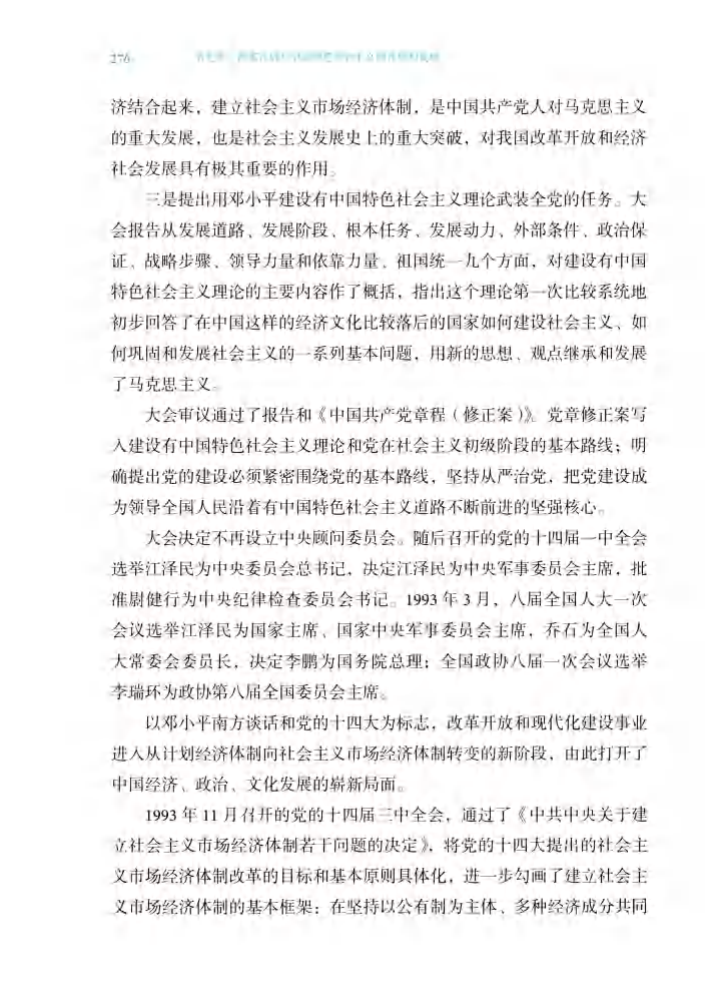 276
济结合起来，建立社会主义市场经济体制，是中国共产党人对马克思主义
的重大发展，也是社会主义发展史上的重大突破，对我国改革开放和经济
社会发展具有极其重要的作用。
三是提出用邓小平建设有中国特色社会主义理论武装全党的任务。大
会报告从发展道路、发展阶段、根本任务、发展动力、外部条件、政治保
证、战略步骤、领导力量和依靠力量、祖国统一九个方面，对建设有中国
特色社会主义理论的主要内容作了概括，指出这个理论第一次比较系统地
初步回答了在中国这样的经济文化比较落后的国家如何建设社会主义、如
何巩固和发展社会主义的一系列基本问题，用新的思想、观点继承和发展
了马克思主义。
大会审议通过了报告和《中国共产党章程（修正案）》。党章修正案写
入建设有中国特色社会主义理论和党在社会主义初级阶段的基本路线；明
确提出党的建设必须紧密围绕党的基本路线，坚持从严治党，把党建设成
为领导全国人民沿着有中国特色社会主义道路不断前进的坚强核心。
大会决定不再设立中央顾问委员会。随后召开的党的十四届一中全会
选举江泽民为中央委员会总书记，决定江泽民为中央军事委员会主席，批
准尉健行为中央纪律检查委员会书记。1993 年 3 月，八届全国人大一次
会议选举江泽民为国家主席、国家中央军事委员会主席，乔石为全国人
大常委会委员长，决定李鹏为国务院总理；全国政协八届一次会议选举
李瑞环为政协第八届全国委员会主席。
以邓小平南方谈话和党的十四大为标志，改革开放和现代化建设事业
进入从计划经济体制向社会主义市场经济体制转变的新阶段，由此打开了
中国经济、政治、文化发展的崭新局面。
1993 年 11 月召开的党的十四届三中全会，通过了《中共中央关于建
立社会主义市场经济体制若干问题的决定》，将党的十四大提出的社会主
义市场经济体制改革的目标和基本原则具体化，进一步勾画了建立社会主
义市场经济体制的基本框架：在坚持以公有制为主体、多种经济成分共同